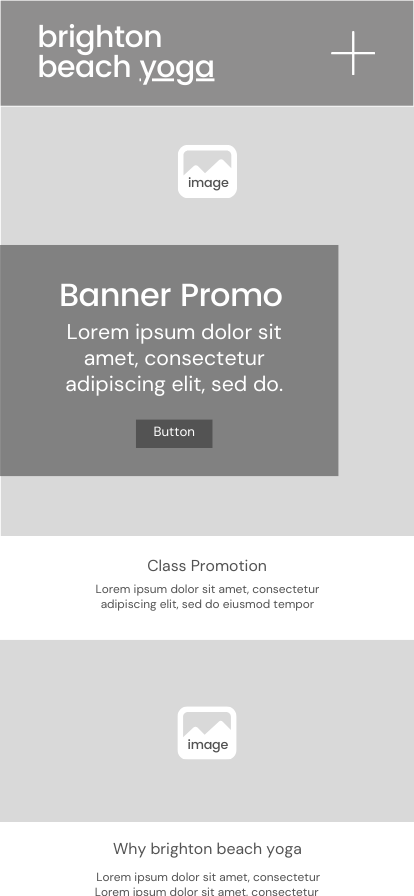 brighton
beach yoga
image
Banner Promo
Lorem ipsum dolor sit
amet, consectetur
adipiscing elit, sed do.
Button
Class Promotion
Lorem ipsum dolor sit amet, consectetur
adipiscing elit, sed do eiusmod tempor
image
Why brighton beach yoga
Lorem ipsum dolor sit amet, consectetur
Lorem ipsum dolor sit amet, consectetur